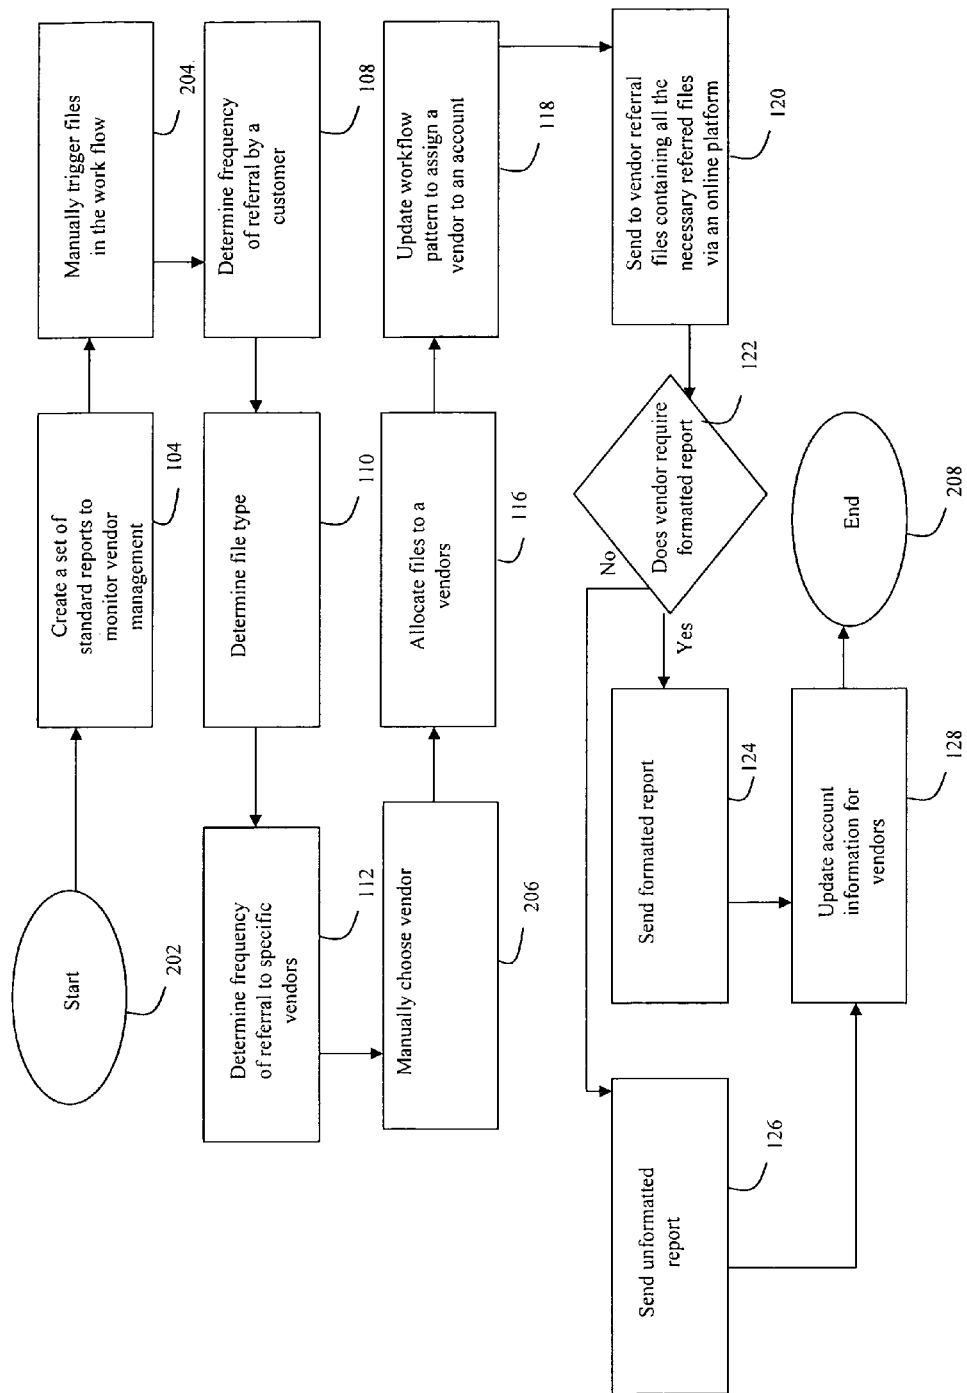 Start
202
Create a set of
standard reports to
monitor vendor
management
104
Manually trigger files
in the work flow
204
Determine frequency
of referral by a
customer
108
Determine file type
110
Determine frequency
of referral to specific
vendors
112
Manually choose vendor
206
Allocate files to a
vendors
116
Update workflow
pattern to assign a
vendor to an account
118
Send to vendor referral
files containing all the
necessary referred files
via an online platform
120
Does vendor require
formatted report
122
No
Yes
Send formatted report
124
Send unformatted
report
126
Update account
information for
vendors
128
End
208